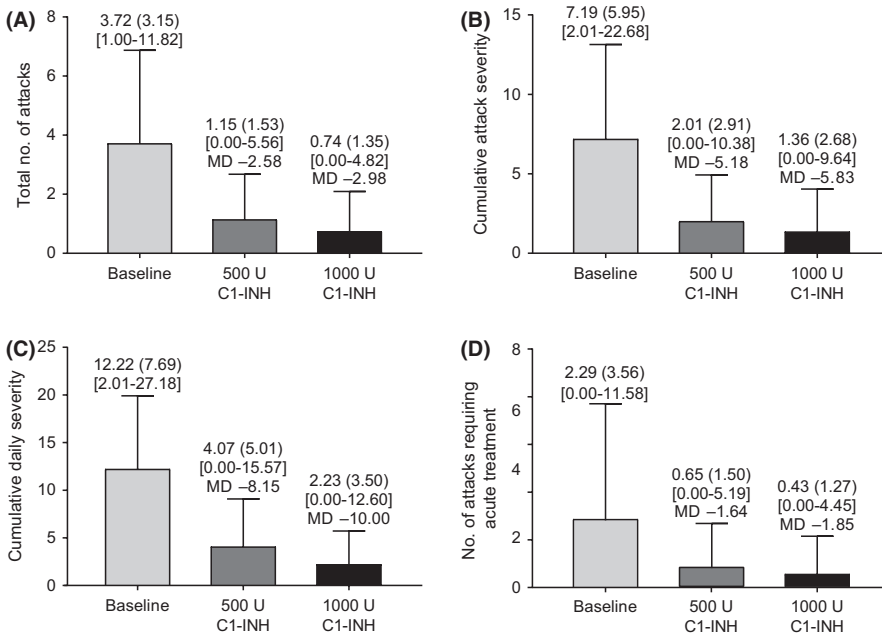 (A)
Total no. of attacks
8
6
4
2
0
3.72 (3.15)
[1.00-11.82]
1.15 (1.53)
[0.00-5.56]
MD –2.58
0.74 (1.35)
[0.00-4.82]
MD –2.98
Baseline
500 U
C1-INH
1000 U
C1-INH
(B)
Cumulative attack severity
15
10
5
0
7.19 (5.95)
[2.01-22.68]
2.01 (2.91)
[0.00-10.38]
MD –5.18
1.36 (2.68)
[0.00-9.64]
MD –5.83
Baseline
500 U
C1-INH
1000 U
C1-INH
(C)
Cumulative daily severity
25
20
15
10
5
0
12.22 (7.69)
[2.01-27.18]
4.07 (5.01)
[0.00-15.57]
MD –8.15
2.23 (3.50)
[0.00-12.60]
MD –10.00
Baseline
500 U
C1-INH
1000 U
C1-INH
(D)
No. of attacks requiring
acute treatment
8
6
4
2
0
2.29 (3.56)
[0.00-11.58]
0.65 (1.50)
[0.00-5.19]
MD –1.64
0.43 (1.27)
[0.00-4.45]
MD –1.85
Baseline
500 U
C1-INH
1000 U
C1-INH